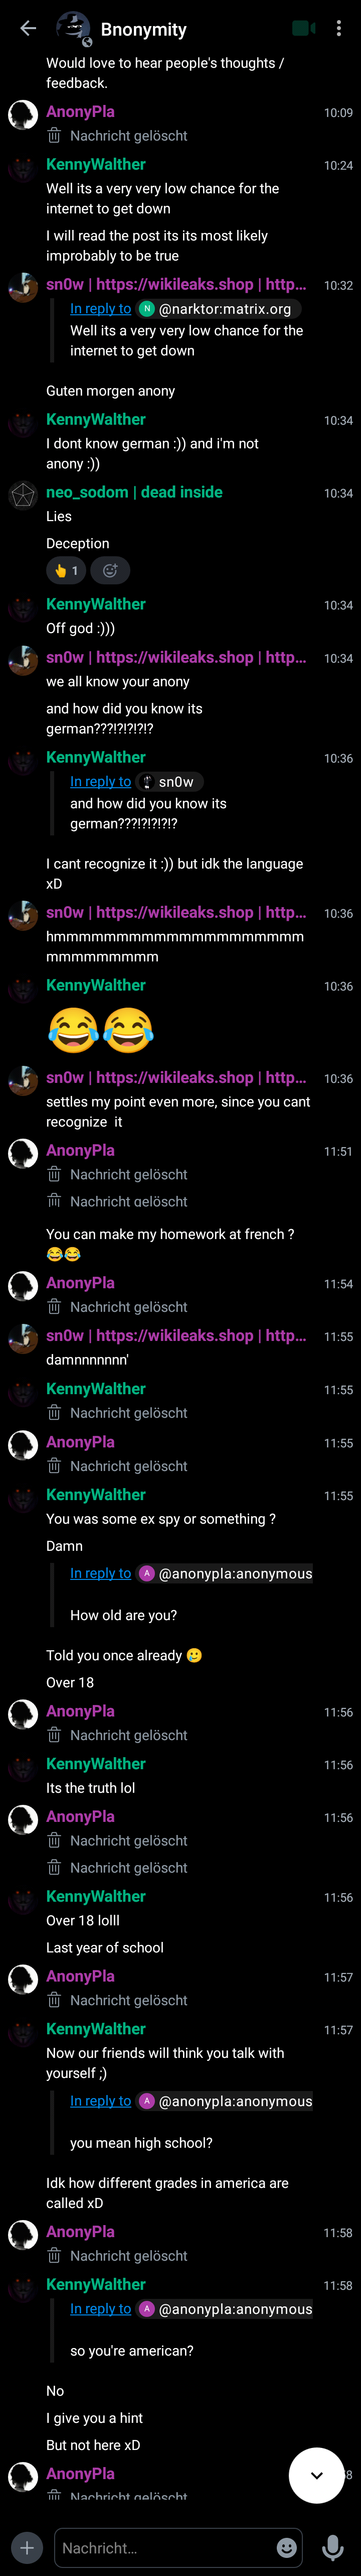 Bnonymity
Would love to hear people's thoughts /
feedback.
AnonyPla 10:09
Nachricht gelöscht
KennyWalther 10:24
Well its a very very low chance for the
internet to get down
I will read the post its its most likely
improbably to be true
sn0w | https://wikileaks.shop | http... 10:32
In reply to N @narktor:matrix.org
Well its a very very low chance for the
internet to get down
Guten morgen anony
KennyWalther 10:34
I dont know german :)) and i'm not
anony :))
neo_sodom | dead inside 10:34
Lies
Deception
👆 1
KennyWalther 10:34
Off god :)))
sn0w | https://wikileaks.shop | http... 10:34
we all know your anony
and how did you know its
german???!?!?!?!?
KennyWalther 10:36
In reply to sn0w
and how did you know its
german???!?!?!?!?
I cant recognize it :)) but idk the language
xD
sn0w | https://wikileaks.shop | http... 10:36
hmmmmmmmmmmmmmmmmmmmm
mmmmmmmmm
KennyWalther 10:36
😂😂
sn0w | https://wikileaks.shop | http... 10:36
settles my point even more, since you cant
recognize  it
AnonyPla 11:51
Nachricht gelöscht
Nachricht gelöscht
You can make my homework at french ?
😂😂
AnonyPla 11:54
Nachricht gelöscht
sn0w | https://wikileaks.shop | http... 11:55
damnnnnnnn'
KennyWalther 11:55
Nachricht gelöscht
AnonyPla 11:55
Nachricht gelöscht
KennyWalther 11:55
You was some ex spy or something ?
Damn
In reply to A @anonypla:anonymous
How old are you?
Told you once already 🥲
Over 18
AnonyPla 11:56
Nachricht gelöscht
KennyWalther 11:56
Its the truth lol
AnonyPla 11:56
Nachricht gelöscht
Nachricht gelöscht
KennyWalther 11:56
Over 18 lolll
Last year of school
AnonyPla 11:57
Nachricht gelöscht
KennyWalther 11:57
Now our friends will think you talk with
yourself ;)
In reply to A @anonypla:anonymous
you mean high school?
Idk how different grades in america are
called xD
AnonyPla 11:58
Nachricht gelöscht
KennyWalther 11:58
In reply to A @anonypla:anonymous
so you're american?
No
I give you a hint
But not here xD
AnonyPla 8
Nachricht gelöscht
Nachricht...